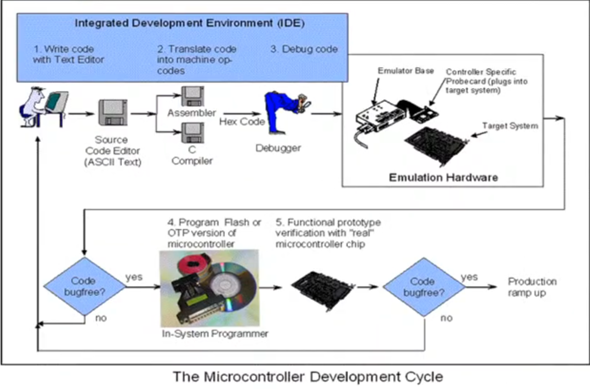 Integrated Development Environment (IDE)
1. Write code
with Text Editor
2. Translate code
into machine op-
codes
3. Debug code
Source
Code Editor
(ASCII Text)
Assembler
C
Compiler
Hex Code
Debugger
Emulator Base
Controller Specific
Probecard (plugs into
target system)
Target System
Emulation Hardware
Code
bugfree?
yes
no
4. Program Flash or
OTP version of
microcontroller
In-System Programmer
5. Functional prototype
verification with "real"
microcontroller chip
Code
bugfree?
yes
no
Production
ramp up
The Microcontroller Development Cycle